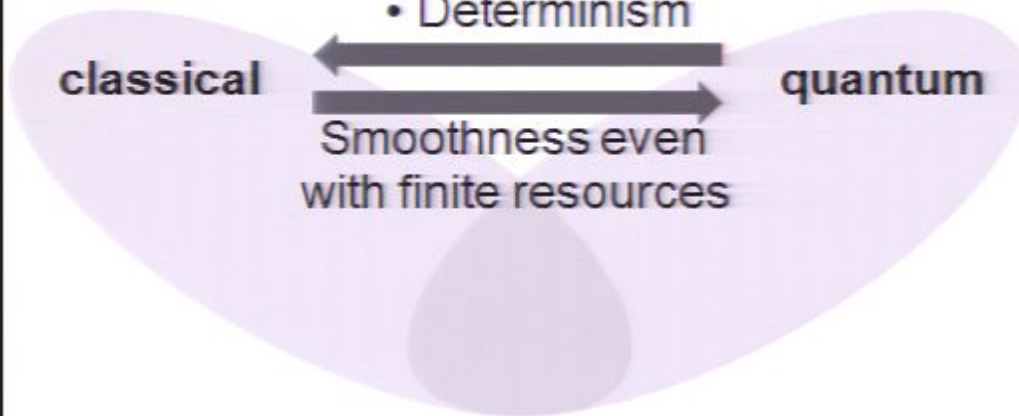 • Determinism
classical
quantum
Smoothness even
with finite resources